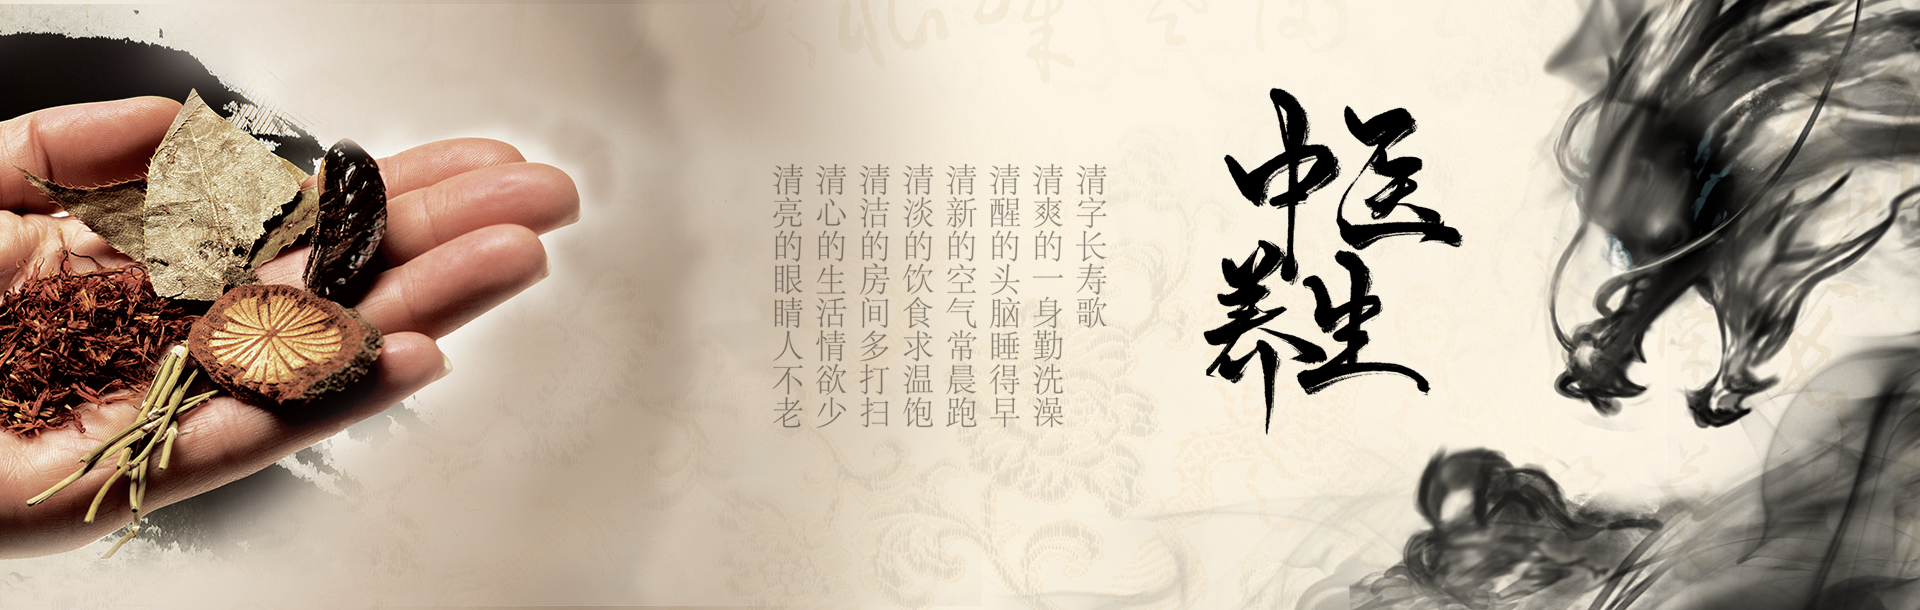 中医
养生
清字长寿歌
清爽的一身勤洗澡
清醒的头脑睡得早
清新的空气常晨跑
清淡的饮食求温饱
清洁的房间多打扫
清心的生活情欲少
清亮的眼睛人不老